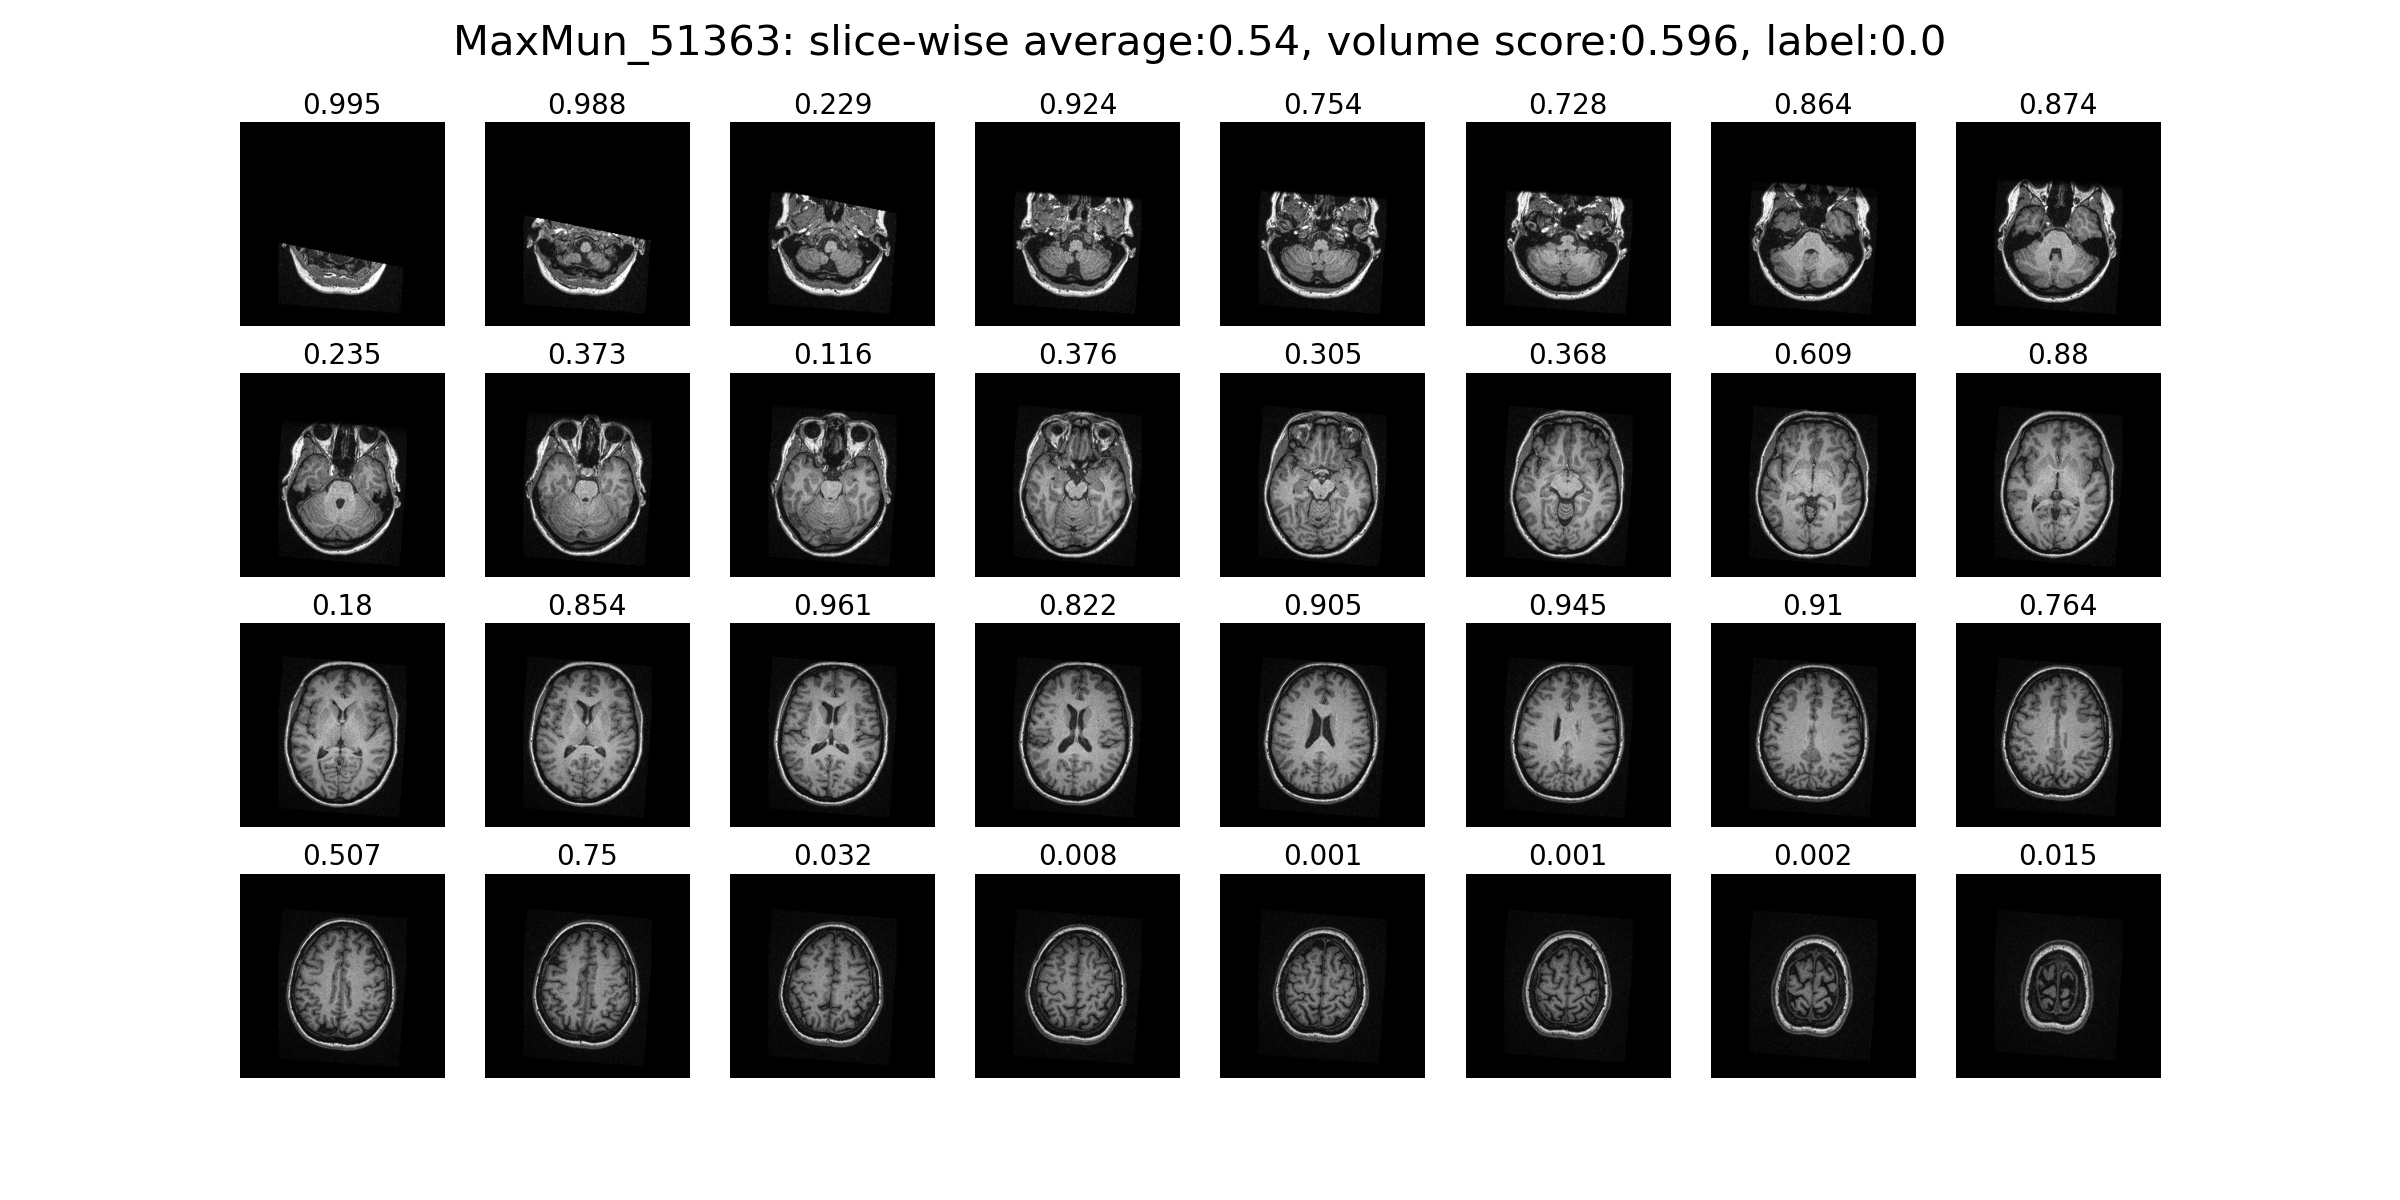 MaxMun_51363: slice-wise average:0.54, volume score:0.596, label:0.0
0.995 0.988 0.229 0.924 0.754 0.728 0.864 0.874
0.235 0.373 0.116 0.376 0.305 0.368 0.609 0.88
0.18 0.854 0.961 0.822 0.905 0.945 0.91 0.764
0.507 0.75 0.032 0.008 0.001 0.001 0.002 0.015